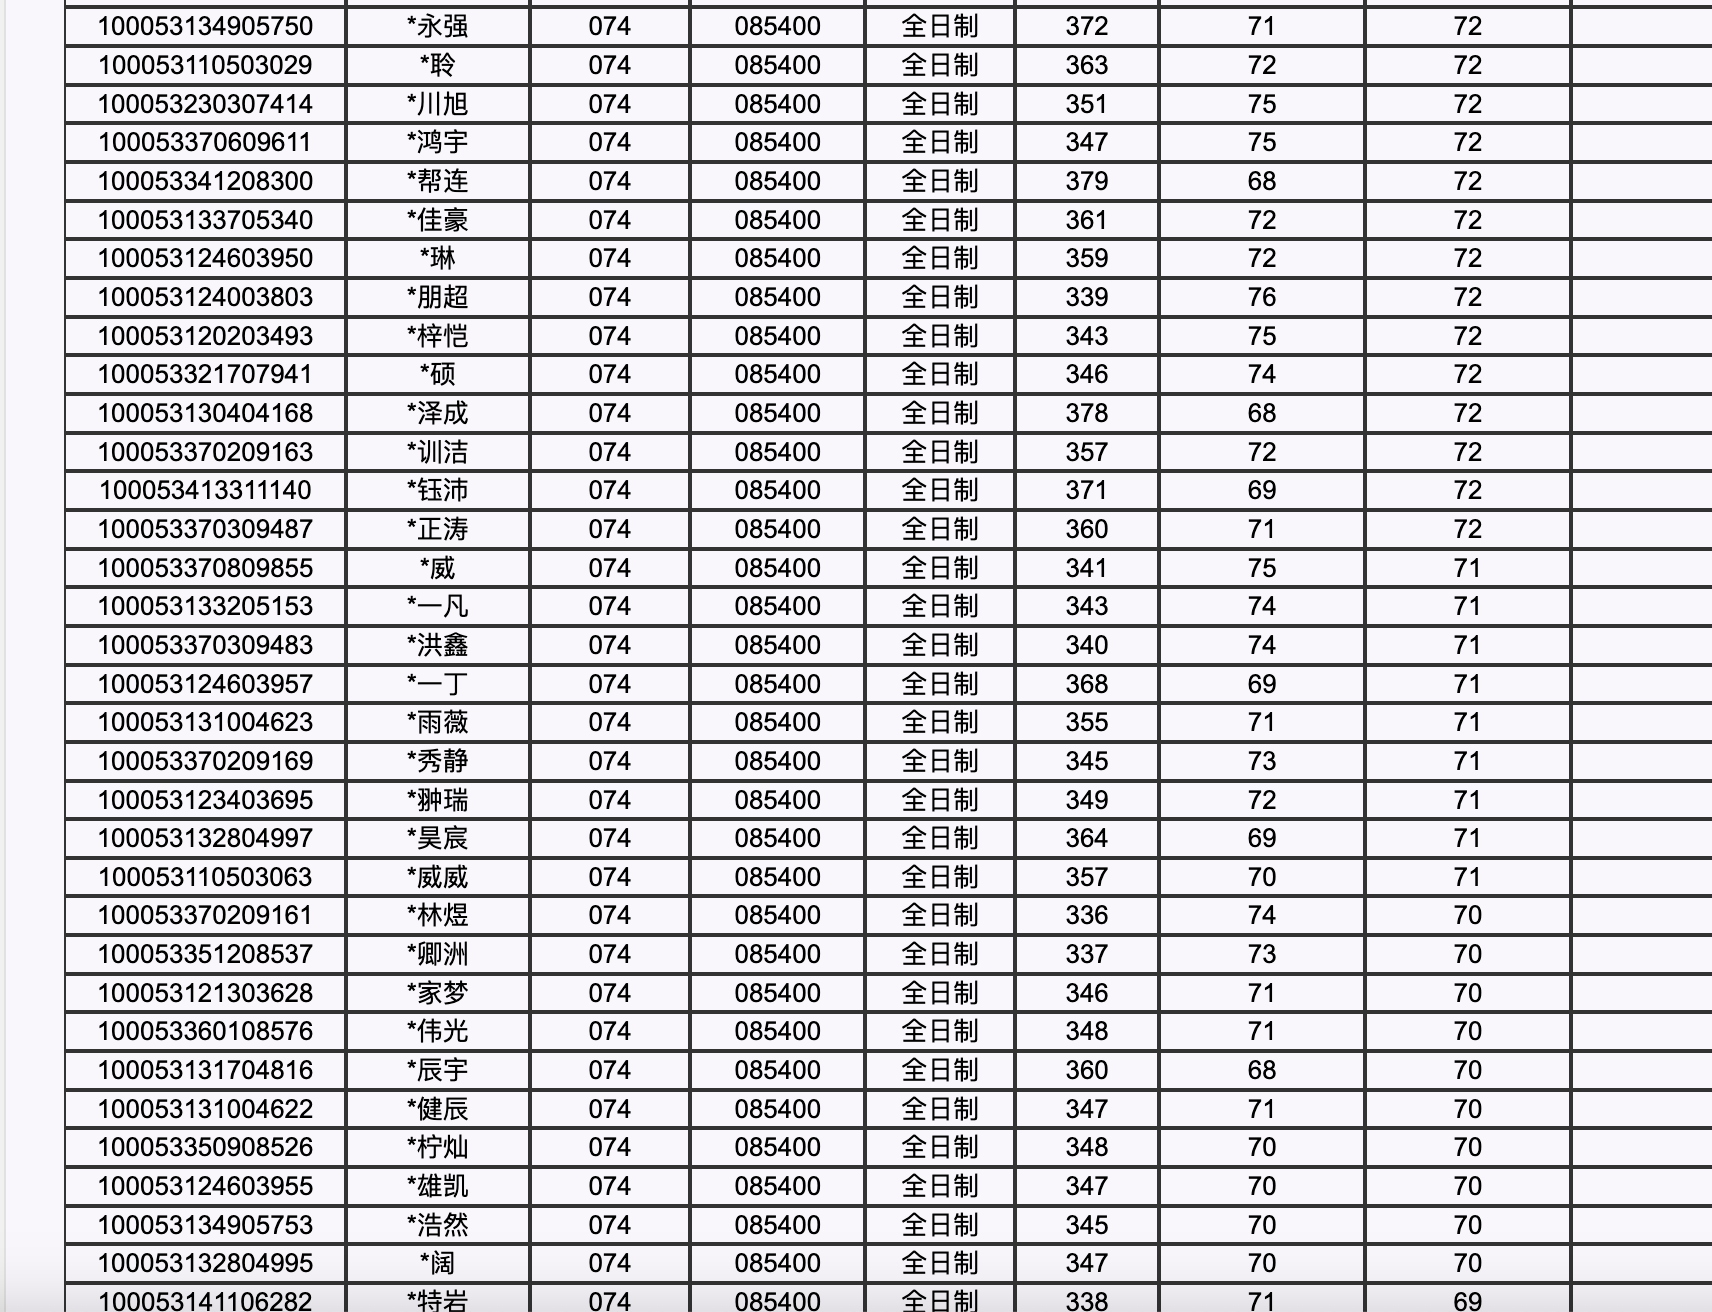 100053134905750 *永强 074 085400 全日制 372 71 72
100053110503029 *聆 074 085400 全日制 363 72 72
100053230307414 *川旭 074 085400 全日制 351 75 72
100053370609611 *鸿宇 074 085400 全日制 347 75 72
100053341208300 *帮连 074 085400 全日制 379 68 72
100053133705340 *佳豪 074 085400 全日制 361 72 72
100053124603950 *琳 074 085400 全日制 359 72 72
100053124003803 *朋超 074 085400 全日制 339 76 72
100053120203493 *梓恺 074 085400 全日制 343 75 72
100053321707941 *硕 074 085400 全日制 346 74 72
100053130404168 *泽成 074 085400 全日制 378 68 72
100053370209163 *训洁 074 085400 全日制 357 72 72
100053413311140 *钰沛 074 085400 全日制 371 69 72
100053370309487 *正涛 074 085400 全日制 360 71 72
100053370809855 *威 074 085400 全日制 341 75 71
100053133205153 *一凡 074 085400 全日制 343 74 71
100053370309483 *洪鑫 074 085400 全日制 340 74 71
100053124603957 *一丁 074 085400 全日制 368 69 71
100053131004623 *雨薇 074 085400 全日制 355 71 71
100053370209169 *秀静 074 085400 全日制 345 73 71
100053123403695 *翀瑞 074 085400 全日制 349 72 71
100053132804997 *昊宸 074 085400 全日制 364 69 71
100053110503063 *威威 074 085400 全日制 357 70 71
100053370209161 *林煜 074 085400 全日制 336 74 70
100053351208537 *卿洲 074 085400 全日制 337 73 70
100053121303628 *家梦 074 085400 全日制 346 71 70
100053360108576 *伟光 074 085400 全日制 348 71 70
100053131704816 *辰宇 074 085400 全日制 360 68 70
100053131004622 *健辰 074 085400 全日制 347 71 70
100053350908526 *柠灿 074 085400 全日制 348 70 70
100053124603955 *雄凯 074 085400 全日制 347 70 70
100053134905753 *浩然 074 085400 全日制 345 70 70
100053132804995 *阔 074 085400 全日制 347 70 70
100053141106282 *特岩 074 085400 全日制 338 71 69